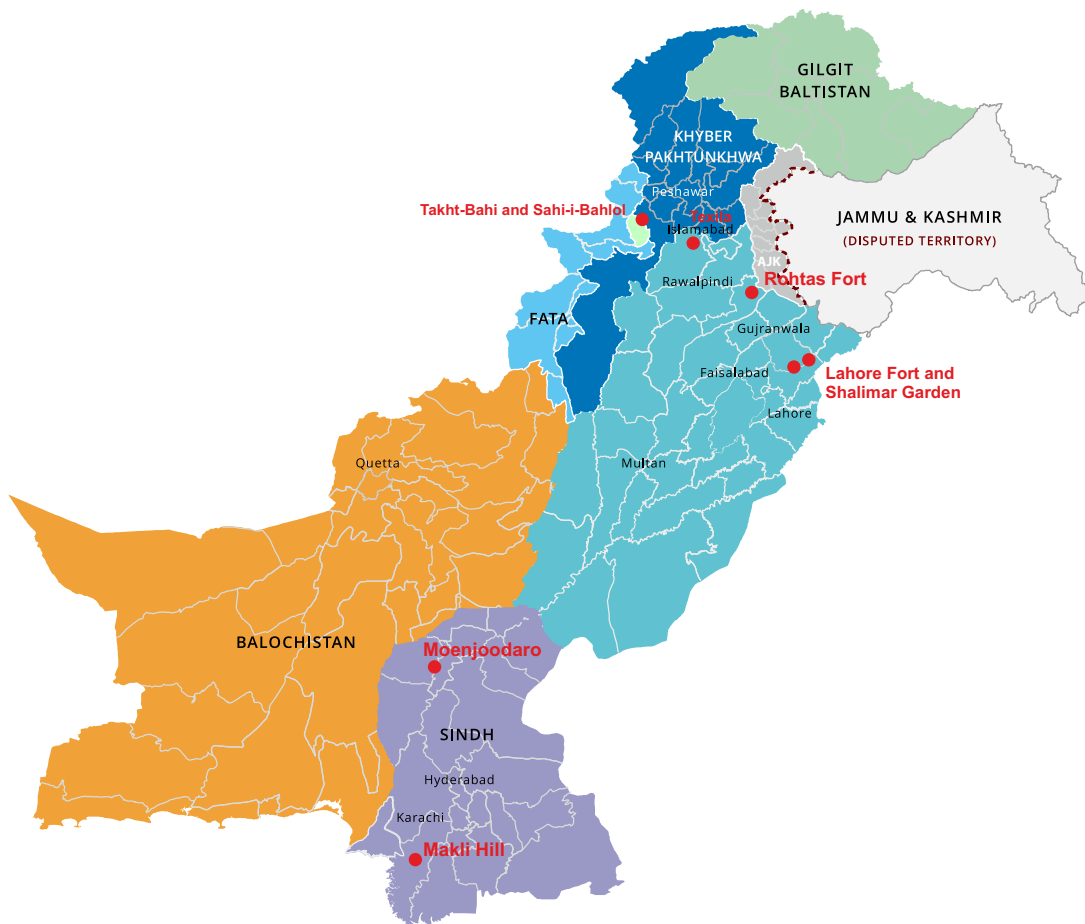 GILGIT
BALTISTAN
KHYBER
PAKHTUNKHWA
Peshawar
Takht-Bahi and Sahi-i-Bahlol
Taxila
Islamabad
JAMMU & KASHMIR
(DISPUTED TERRITORY)
AJK
Rawalpindi
Rohtas Fort
FATA
Gujranwala
Faisalabad
Lahore Fort and
Shalimar Garden
Lahore
Quetta
Multan
BALOCHISTAN
Moenjoodaro
SINDH
Hyderabad
Karachi
Makli Hill